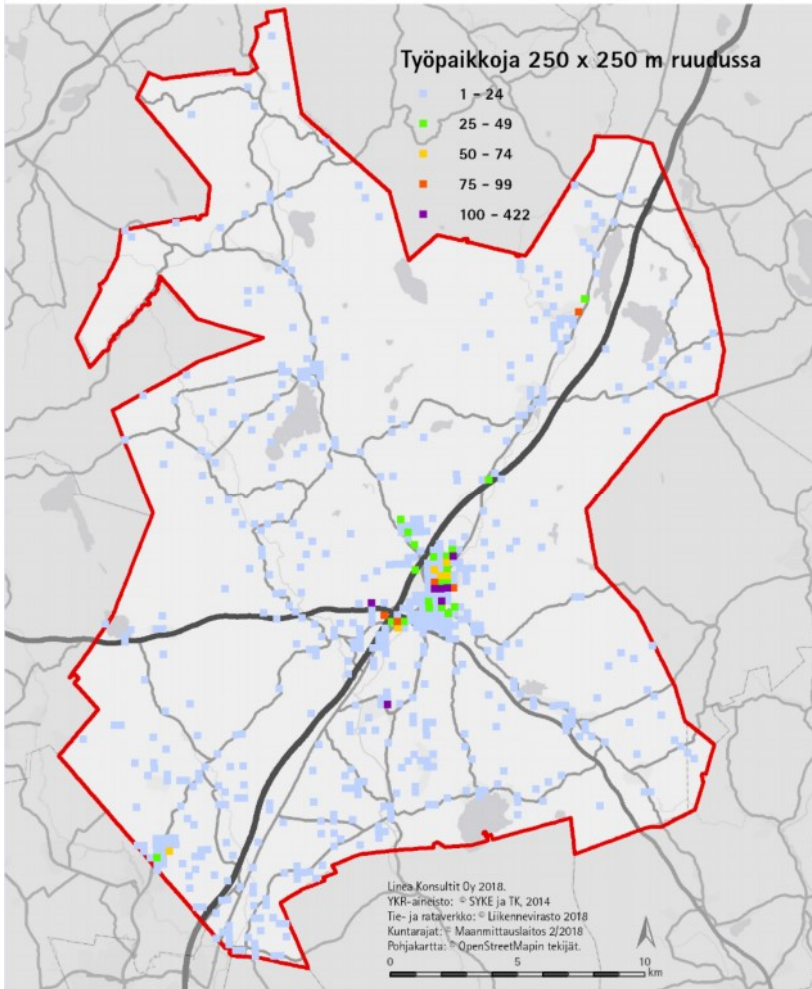 Työpaikkoja 250 x 250 m ruudussa
1 - 24
25 - 49
50 - 74
75 - 99
100 - 422
Linea Konsultit Oy 2018.
YKR-aineisto: © SYKE ja TK, 2014
Tie- ja rataverkko: © Liikennevirasto 2018
Kuntarajat: © Maanmittauslaitos 2/2018
Pohjakartta: © OpenStreetMapin tekijät.
0 5 10
km